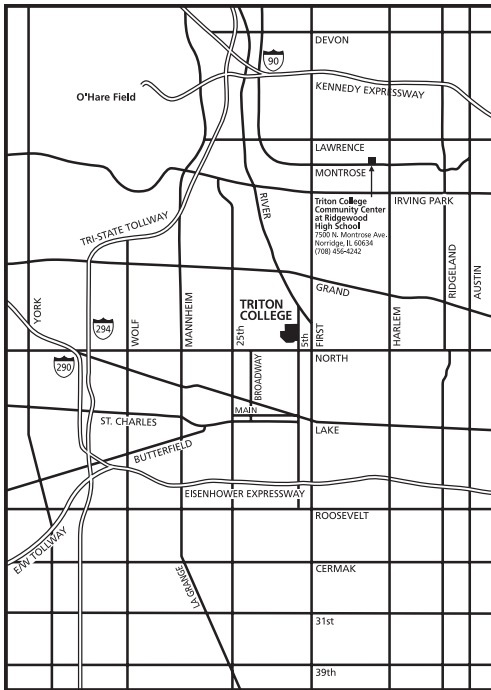 DEVON
90
KENNEDY EXPRESSWAY
O'Hare Field
LAWRENCE
MONTROSE
Triton College
Community Center
at Ridgewood
High School
7500 N. Montrose Ave.
Norridge, IL 60634
(708) 456-4242
IRVING PARK
RIVER
TRI-STATE TOLLWAY
RIDGELAND
AUSTIN
GRAND
YORK
294
WOLF
MANNHEIM
TRITON
COLLEGE
25th
5th
FIRST
HARLEM
290
NORTH
BROADWAY
MAIN
ST. CHARLES
LAKE
BUTTERFIELD
EISENHOWER EXPRESSWAY
ROOSEVELT
E/W TOLLWAY
CERMAK
LA GRANGE
31st
39th